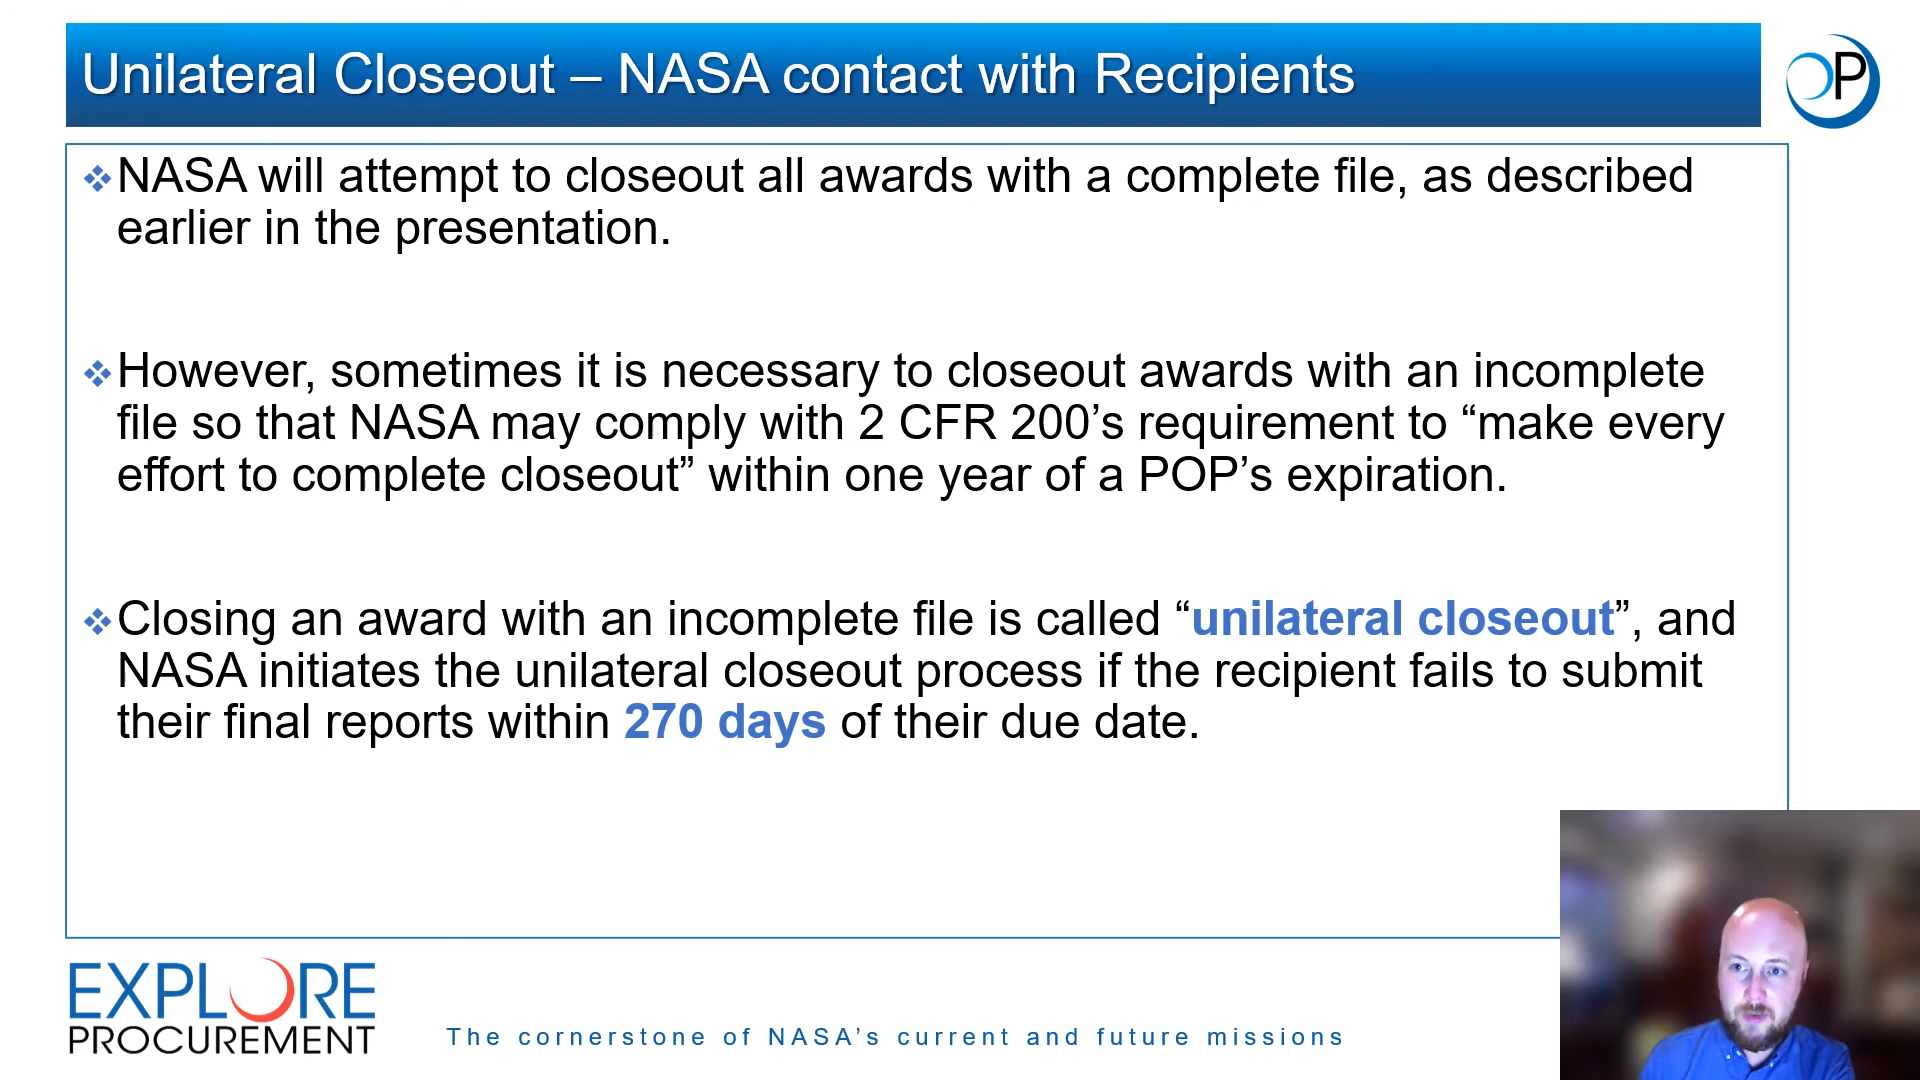 Unilateral Closeout – NASA contact with Recipients
OP
❖NASA will attempt to closeout all awards with a complete file, as described
earlier in the presentation.
❖However, sometimes it is necessary to closeout awards with an incomplete
file so that NASA may comply with 2 CFR 200’s requirement to “make every
effort to complete closeout” within one year of a POP’s expiration.
❖Closing an award with an incomplete file is called “unilateral closeout”, and
NASA initiates the unilateral closeout process if the recipient fails to submit
their final reports within 270 days of their due date.
EXPLORE
PROCUREMENT
The cornerstone of NASA’s current and future missions